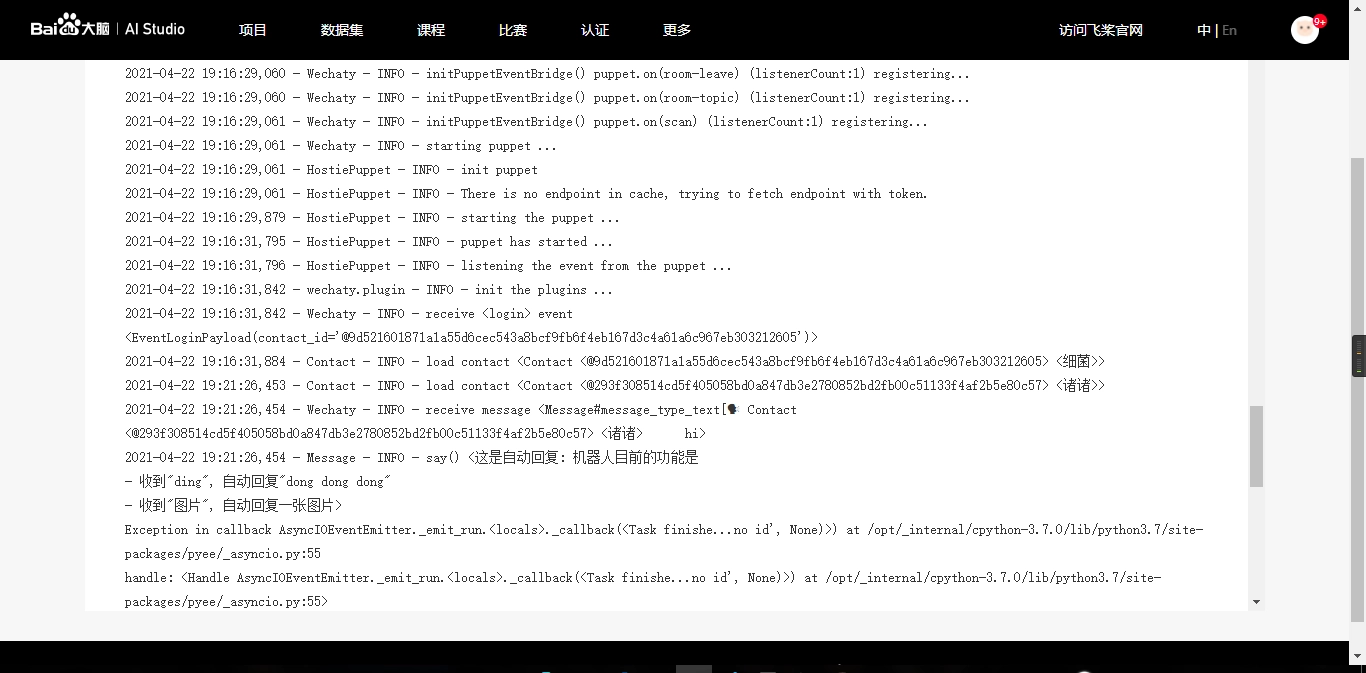 Bai du 大脑 | AI Studio 项目 数据集 课程 比赛 认证 更多 访问飞桨官网 中 | En 9+
2021-04-22 19:16:29,060 - Wechaty - INFO - initPuppetEventBridge() puppet.on(room-leave) (listenerCount:1) registering...
2021-04-22 19:16:29,060 - Wechaty - INFO - initPuppetEventBridge() puppet.on(room-topic) (listenerCount:1) registering...
2021-04-22 19:16:29,061 - Wechaty - INFO - initPuppetEventBridge() puppet.on(scan) (listenerCount:1) registering...
2021-04-22 19:16:29,061 - Wechaty - INFO - starting puppet ...
2021-04-22 19:16:29,061 - HostiePuppet - INFO - init puppet
2021-04-22 19:16:29,061 - HostiePuppet - INFO - There is no endpoint in cache, trying to fetch endpoint with token.
2021-04-22 19:16:29,879 - HostiePuppet - INFO - starting the puppet ...
2021-04-22 19:16:31,795 - HostiePuppet - INFO - puppet has started ...
2021-04-22 19:16:31,796 - HostiePuppet - INFO - listening the event from the puppet ...
2021-04-22 19:16:31,842 - wechaty.plugin - INFO - init the plugins ...
2021-04-22 19:16:31,842 - Wechaty - INFO - receive <login> event
<EventLoginPayload(contact_id='@9d521601871a1a55d6cec543a8bcf9fb6f4eb167d3c4a61a6c967eb303212605')>
2021-04-22 19:16:31,884 - Contact - INFO - load contact <Contact <@9d521601871a1a55d6cec543a8bcf9fb6f4eb167d3c4a61a6c967eb303212605> <细菌>>
2021-04-22 19:21:26,453 - Contact - INFO - load contact <Contact <@293f308514cd5f405058bd0a847db3e2780852bd2fb00c51133f4af2b5e80c57> <诸诸>>
2021-04-22 19:21:26,454 - Wechaty - INFO - receive message <Message#message_type_text[🗣 Contact
<@293f308514cd5f405058bd0a847db3e2780852bd2fb00c51133f4af2b5e80c57> <诸诸> hi>
2021-04-22 19:21:26,454 - Message - INFO - say() <这是自动回复: 机器人目前的功能是
- 收到"ding", 自动回复"dong dong dong"
- 收到"图片", 自动回复一张图片>
Exception in callback AsyncIOEventEmitter._emit_run.<locals>._callback(<Task finishe...no id', None)>) at /opt/_internal/cpython-3.7.0/lib/python3.7/site-
packages/pyee/_asyncio.py:55
handle: <Handle AsyncIOEventEmitter._emit_run.<locals>._callback(<Task finishe...no id', None)>) at /opt/_internal/cpython-3.7.0/lib/python3.7/site-
packages/pyee/_asyncio.py:55>